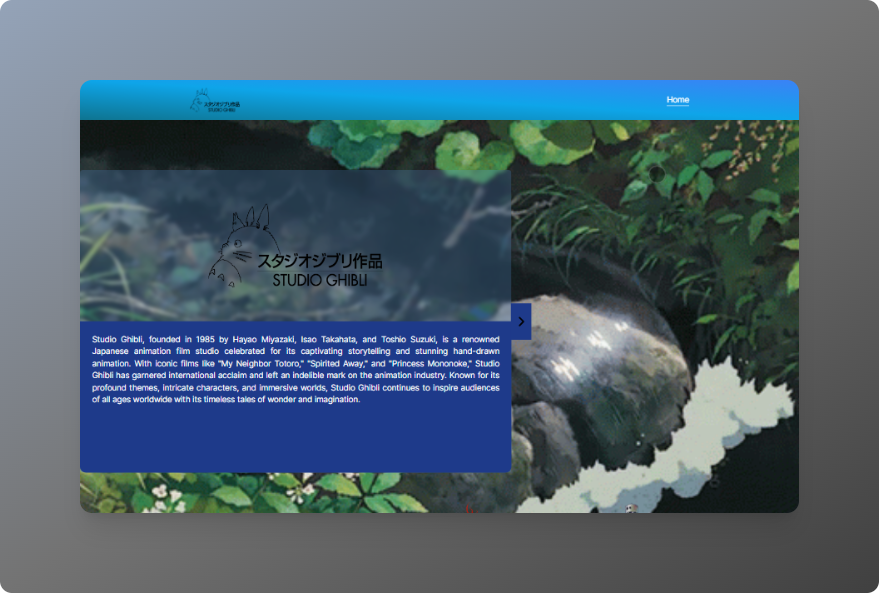 スタジオジブリ作品
STUDIO GHIBLI
Home
スタジオジブリ作品
STUDIO GHIBLI
Studio Ghibli, founded in 1985 by Hayao Miyazaki, Isao Takahata, and Toshio Suzuki, is a renowned
Japanese animation film studio celebrated for its captivating storytelling and stunning hand-drawn
animation. With iconic films like "My Neighbor Totoro," "Spirited Away," and "Princess Mononoke," Studio
Ghibli has garnered international acclaim and left an indelible mark on the animation industry. Known for its
profound themes, intricate characters, and immersive worlds, Studio Ghibli continues to inspire audiences
of all ages worldwide with its timeless tales of wonder and imagination.